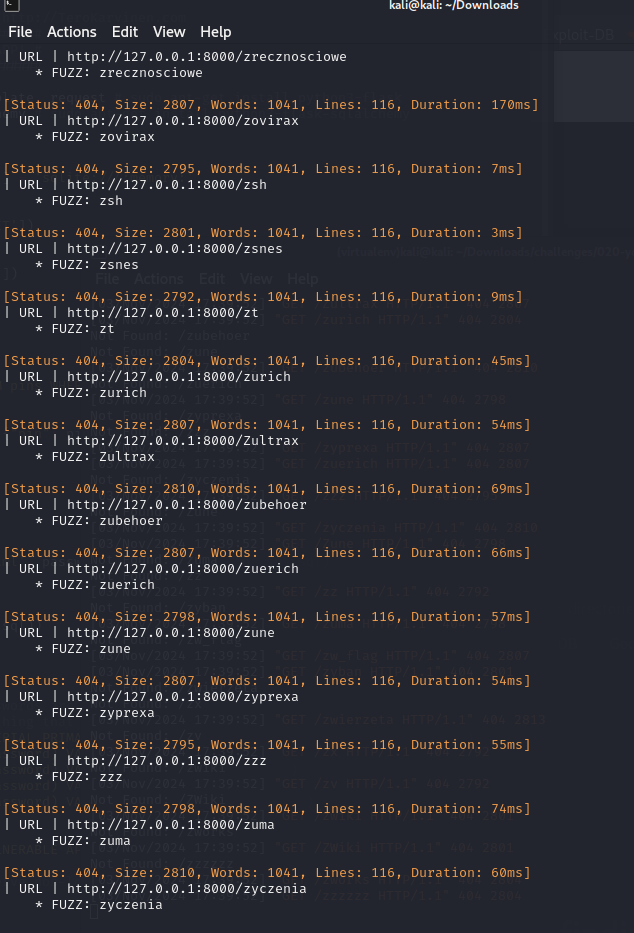 kali@kali: ~/Downloads
File Actions Edit View Help
| URL | http://127.0.0.1:8000/zrecznosciowe
* FUZZ: zrecznosciowe
[Status: 404, Size: 2807, Words: 1041, Lines: 116, Duration: 170ms]
| URL | http://127.0.0.1:8000/zovirax
* FUZZ: zovirax
[Status: 404, Size: 2795, Words: 1041, Lines: 116, Duration: 7ms]
| URL | http://127.0.0.1:8000/zsh
* FUZZ: zsh
[Status: 404, Size: 2801, Words: 1041, Lines: 116, Duration: 3ms]
| URL | http://127.0.0.1:8000/zsnes
* FUZZ: zsnes
[Status: 404, Size: 2792, Words: 1041, Lines: 116, Duration: 9ms]
| URL | http://127.0.0.1:8000/zt
* FUZZ: zt
[Status: 404, Size: 2804, Words: 1041, Lines: 116, Duration: 45ms]
| URL | http://127.0.0.1:8000/zurich
* FUZZ: zurich
[Status: 404, Size: 2807, Words: 1041, Lines: 116, Duration: 54ms]
| URL | http://127.0.0.1:8000/Zultrax
* FUZZ: Zultrax
[Status: 404, Size: 2810, Words: 1041, Lines: 116, Duration: 69ms]
| URL | http://127.0.0.1:8000/zubehoer
* FUZZ: zubehoer
[Status: 404, Size: 2807, Words: 1041, Lines: 116, Duration: 66ms]
| URL | http://127.0.0.1:8000/zuerich
* FUZZ: zuerich
[Status: 404, Size: 2798, Words: 1041, Lines: 116, Duration: 57ms]
| URL | http://127.0.0.1:8000/zune
* FUZZ: zune
[Status: 404, Size: 2807, Words: 1041, Lines: 116, Duration: 54ms]
| URL | http://127.0.0.1:8000/zyprexa
* FUZZ: zyprexa
[Status: 404, Size: 2795, Words: 1041, Lines: 116, Duration: 55ms]
| URL | http://127.0.0.1:8000/zzz
* FUZZ: zzz
[Status: 404, Size: 2798, Words: 1041, Lines: 116, Duration: 74ms]
| URL | http://127.0.0.1:8000/zuma
* FUZZ: zuma
[Status: 404, Size: 2810, Words: 1041, Lines: 116, Duration: 60ms]
| URL | http://127.0.0.1:8000/zyczenia
* FUZZ: zyczenia